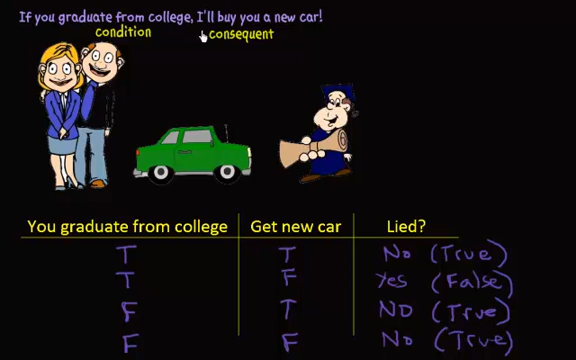 If you graduate from college, I'll buy you a new car!
condition consequent
You graduate from college Get new car Lied?
T T No (True)
T F Yes (False)
F T NO (True)
F F No (True)